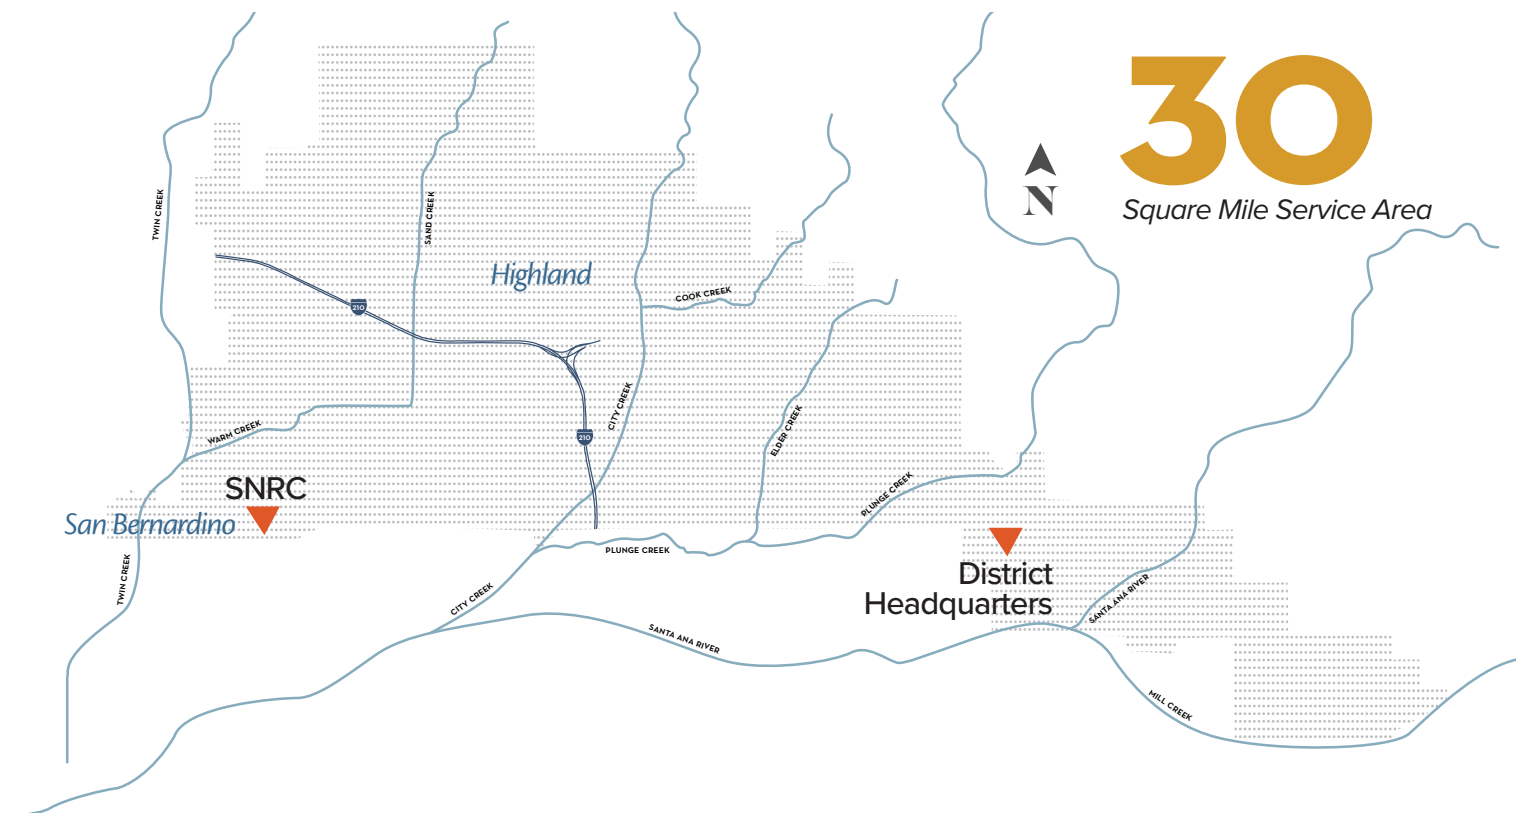 30
Square Mile Service Area
N
TWIN CREEK
SAND CREEK
Highland
COOK CREEK
210
CITY CREEK
ELDER CREEK
210
WARM CREEK
SNRC
PLUNGE CREEK
San Bernardino
PLUNGE CREEK
TWIN CREEK
CITY CREEK
District
Headquarters
SANTA ANA RIVER
SANTA ANA RIVER
MILL CREEK